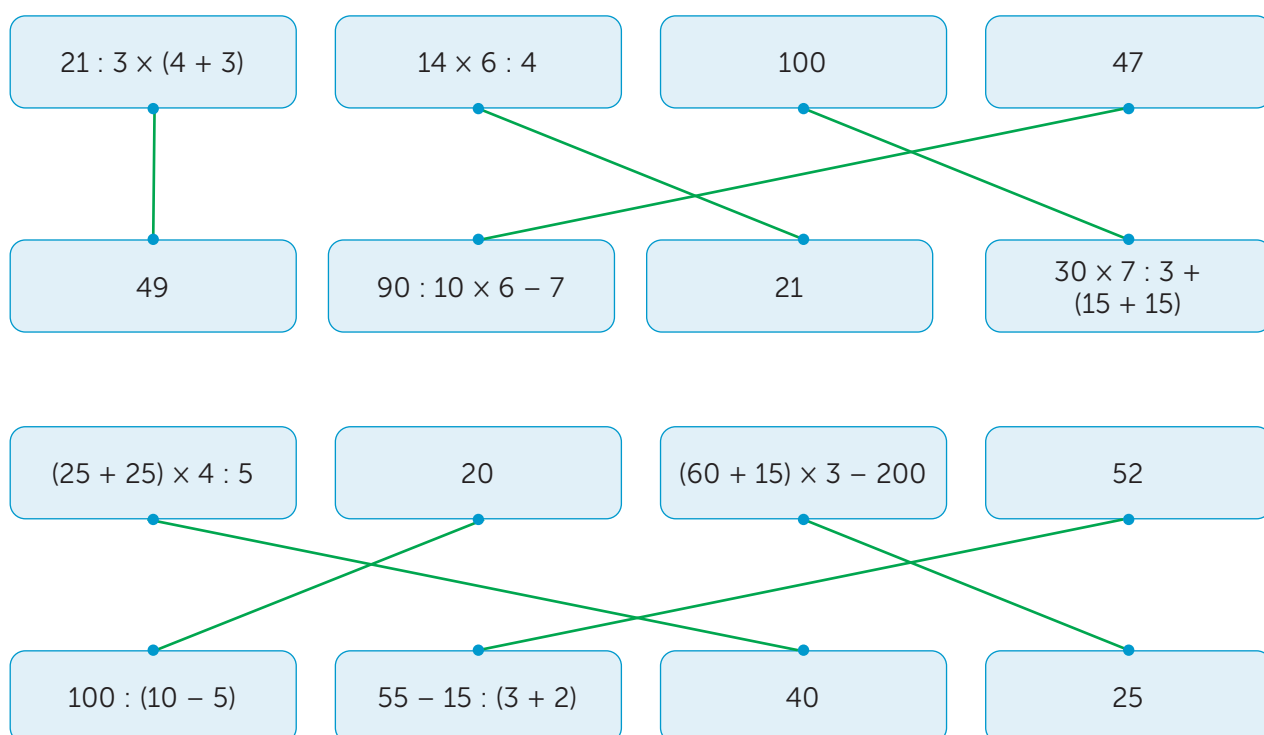 21 : 3 × (4 + 3)
14 × 6 : 4
100
47
49
90 : 10 × 6 – 7
21
30 × 7 : 3 +
(15 + 15)
(25 + 25) × 4 : 5
20
(60 + 15) × 3 – 200
52
100 : (10 – 5)
55 – 15 : (3 + 2)
40
25